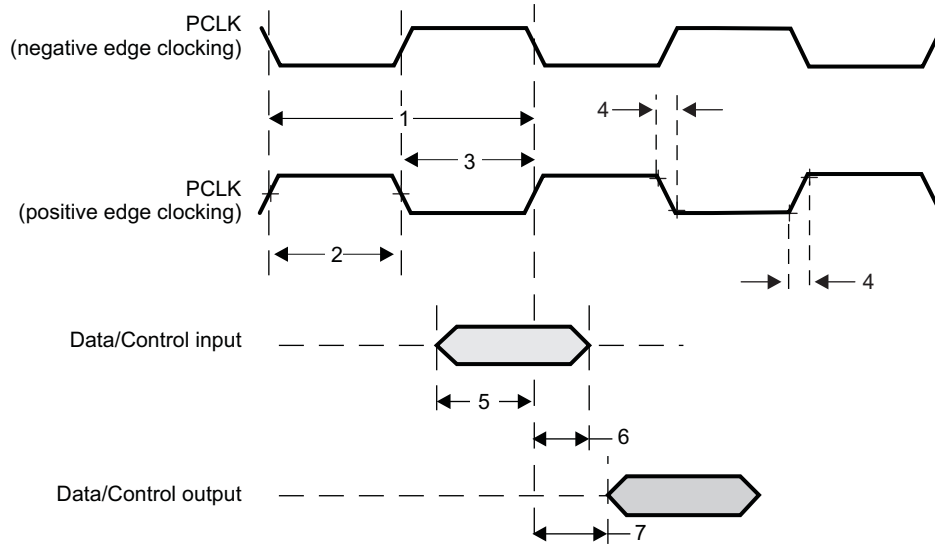 PCLK
(negative edge clocking)
1
4
3
PCLK
(positive edge clocking)
2
4
Data/Control input
5
6
Data/Control output
7